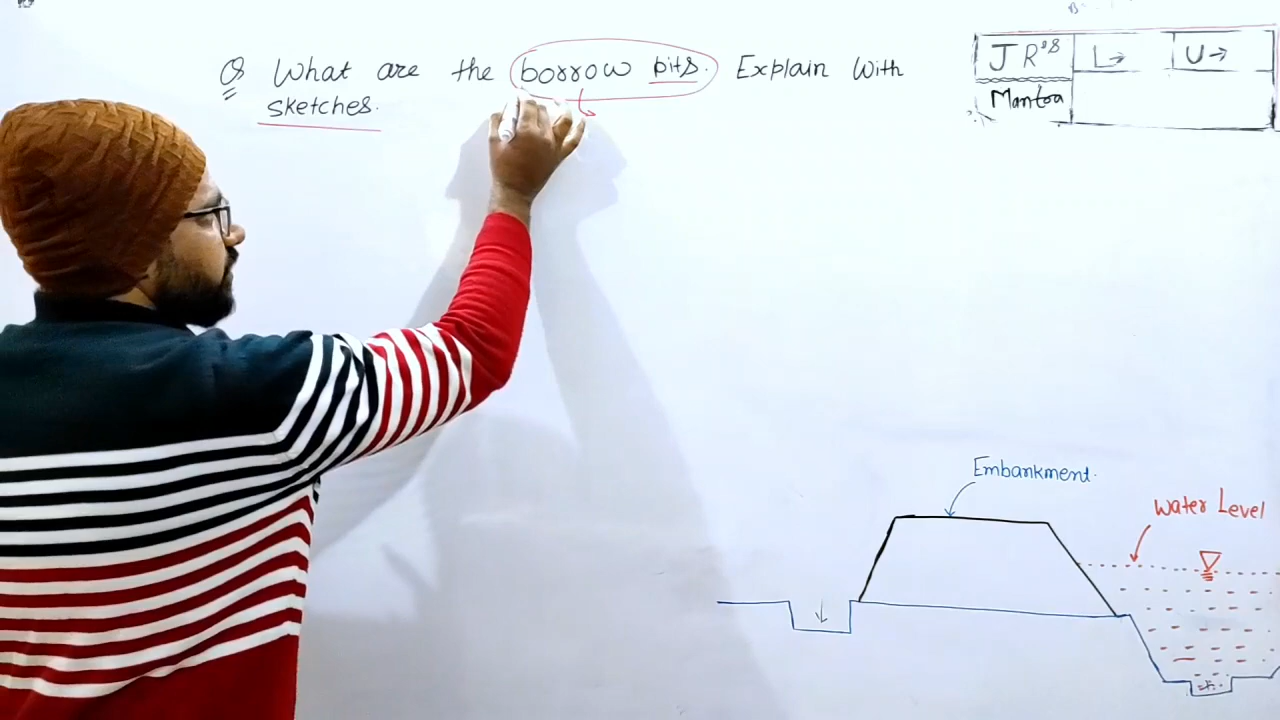 Q What are the borrow pits. Explain With
sketches.
JR's
Mantra
L→
U→
Embankment.
Water Level